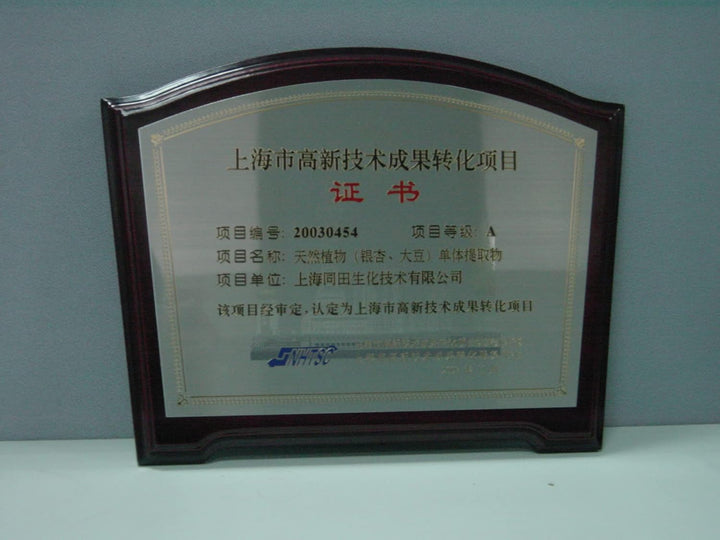 上海市高新技术成果转化项目
证书
项目编号: 20030454 项目等级: A
项目名称: 天然植物（银杏、大豆）单体提取物
项目单位: 上海同田生化技术有限公司
该项目经审定，认定为上海市高新技术成果转化项目
SNHTSC